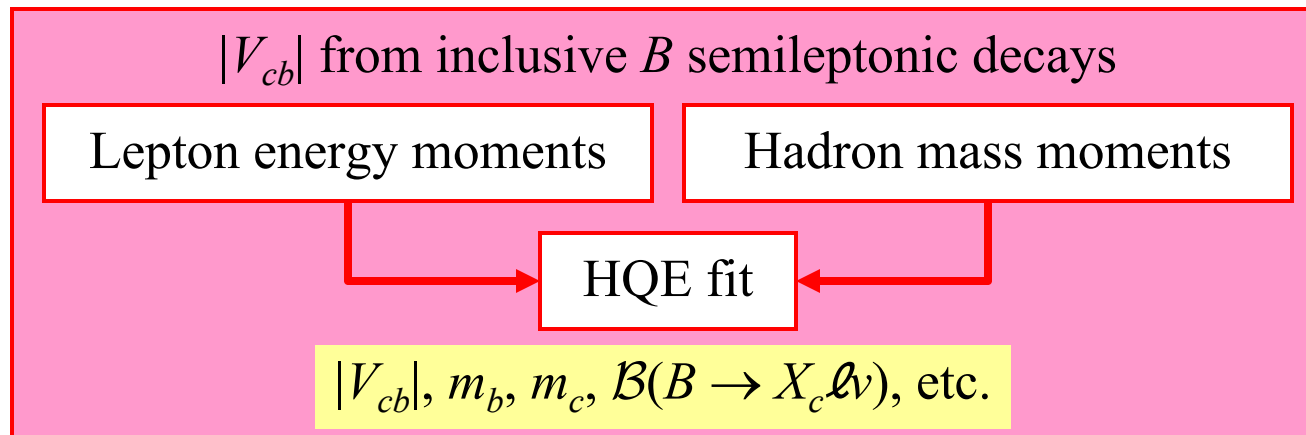 |V_cb| from inclusive B semileptonic decays
Lepton energy moments
Hadron mass moments
HQE fit
|V_cb|, m_b, m_c, ℬ(B → X_cℓν), etc.